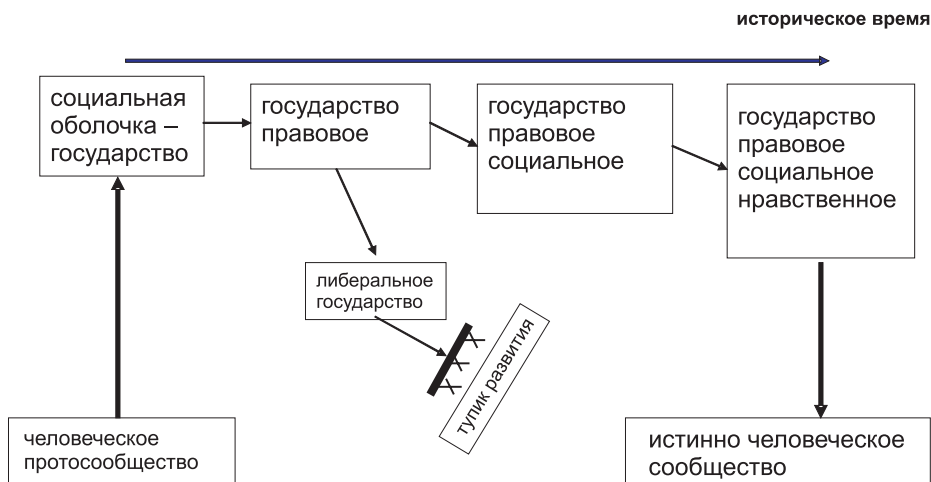 историческое время
социальная
оболочка –
государство
государство
правовое
государство
правовое
социальное
государство
правовое
социальное
нравственное
либеральное
государство
тупик развития
человеческое
протосообщество
истинно человеческое
сообщество